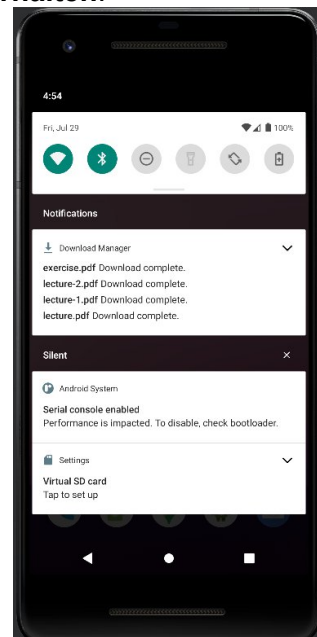 4:54
Fri, Jul 29 100%
Notifications
Download Manager
exercise.pdf Download complete.
lecture-2.pdf Download complete.
lecture-1.pdf Download complete.
lecture.pdf Download complete.
Silent
Android System
Serial console enabled
Performance is impacted. To disable, check bootloader.
Settings
Virtual SD card
Tap to set up